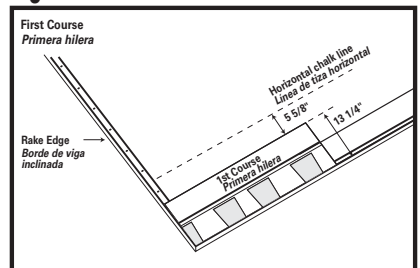 First Course
Primera hilera
Horizontal chalk line
Línea de tiza horizontal
5 5/8"
13 1/4"
Rake Edge
Borde de viga
inclinada
1st Course
Primera hilera